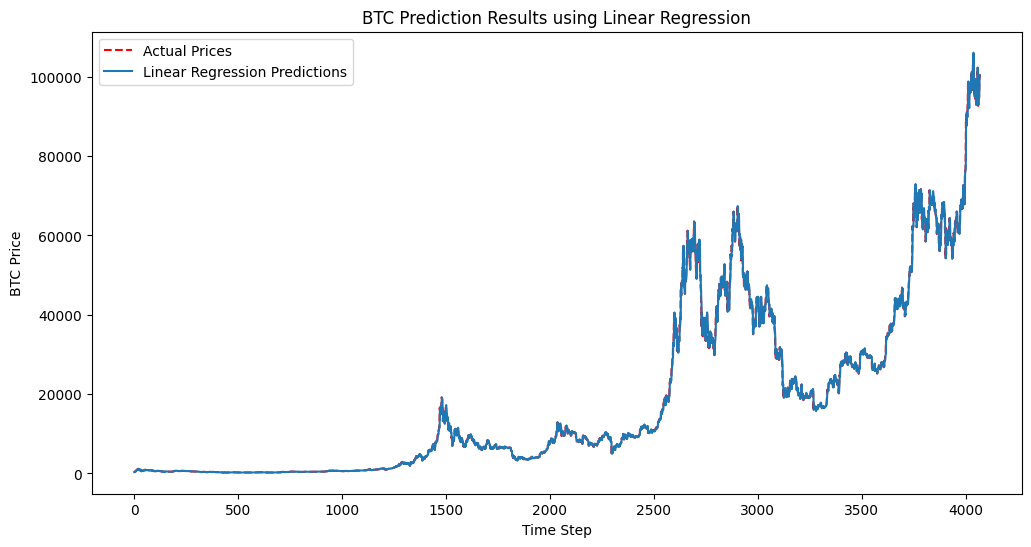 BTC Prediction Results using Linear Regression
Actual Prices
Linear Regression Predictions
100000
80000
60000
40000
20000
0
BTC Price
0 500 1000 1500 2000 2500 3000 3500 4000
Time Step